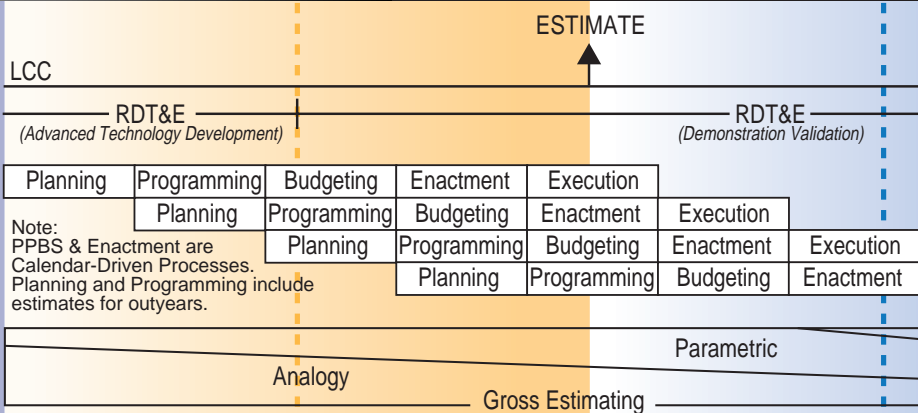 ESTIMATE
LCC
RDT&E RDT&E
(Advanced Technology Development) (Demonstration Validation)
Planning Programming Budgeting Enactment Execution
Planning Programming Budgeting Enactment Execution
Planning Programming Budgeting Enactment Execution
Planning Programming Budgeting Enactment
Note:
PPBS & Enactment are
Calendar-Driven Processes.
Planning and Programming include
estimates for outyears.
Parametric
Analogy
Gross Estimating